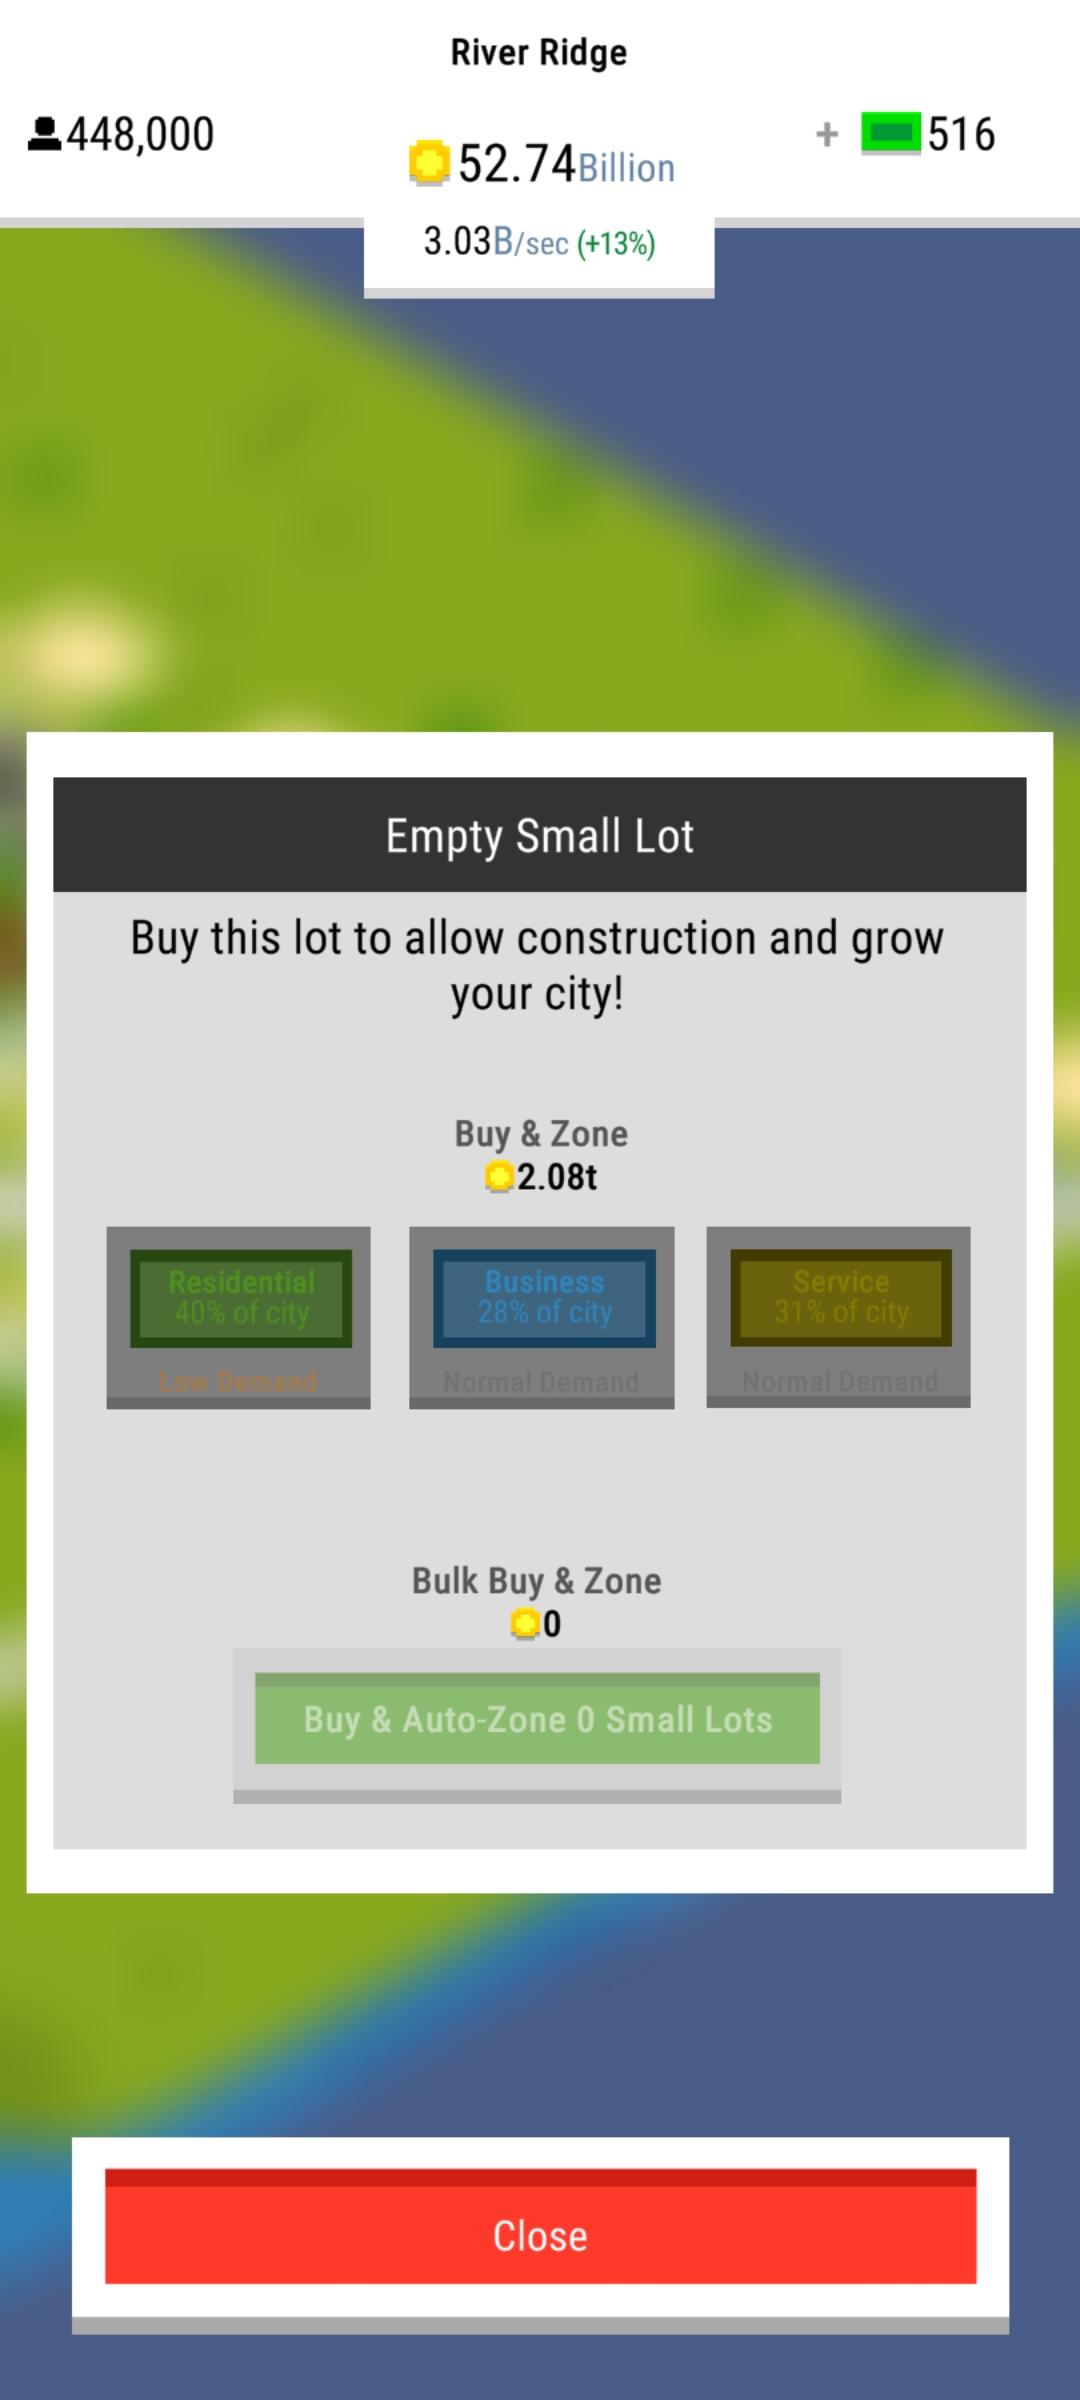 River Ridge
448,000
52.74Billion
+ 516
3.03B/sec (+13%)
Empty Small Lot
Buy this lot to allow construction and grow
your city!
Buy & Zone
2.08t
Residential
40% of city
Low Demand
Business
28% of city
Normal Demand
Service
31% of city
Normal Demand
Bulk Buy & Zone
0
Buy & Auto-Zone 0 Small Lots
Close